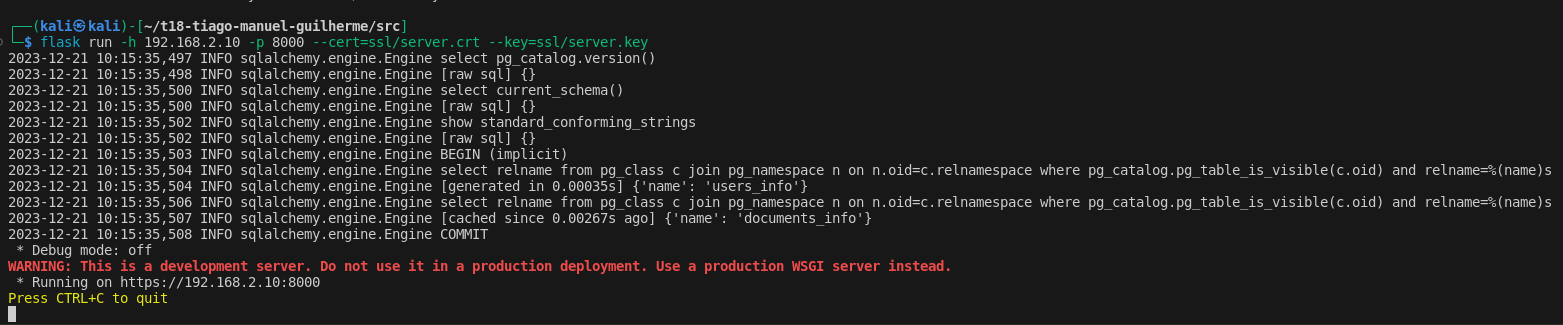 ┌──(kali㉿kali)-[~/t18-tiago-manuel-guilherme/src]
└─$ flask run -h 192.168.2.10 -p 8000 --cert=ssl/server.crt --key=ssl/server.key
2023-12-21 10:15:35,497 INFO sqlalchemy.engine.Engine select pg_catalog.version()
2023-12-21 10:15:35,498 INFO sqlalchemy.engine.Engine [raw sql] {}
2023-12-21 10:15:35,500 INFO sqlalchemy.engine.Engine select current_schema()
2023-12-21 10:15:35,500 INFO sqlalchemy.engine.Engine [raw sql] {}
2023-12-21 10:15:35,502 INFO sqlalchemy.engine.Engine show standard_conforming_strings
2023-12-21 10:15:35,502 INFO sqlalchemy.engine.Engine [raw sql] {}
2023-12-21 10:15:35,503 INFO sqlalchemy.engine.Engine BEGIN (implicit)
2023-12-21 10:15:35,504 INFO sqlalchemy.engine.Engine select relname from pg_class c join pg_namespace n on n.oid=c.relnamespace where pg_catalog.pg_table_is_visible(c.oid) and relname=%(name)s
2023-12-21 10:15:35,504 INFO sqlalchemy.engine.Engine [generated in 0.00035s] {'name': 'users_info'}
2023-12-21 10:15:35,506 INFO sqlalchemy.engine.Engine select relname from pg_class c join pg_namespace n on n.oid=c.relnamespace where pg_catalog.pg_table_is_visible(c.oid) and relname=%(name)s
2023-12-21 10:15:35,507 INFO sqlalchemy.engine.Engine [cached since 0.00267s ago] {'name': 'documents_info'}
2023-12-21 10:15:35,508 INFO sqlalchemy.engine.Engine COMMIT
 * Debug mode: off
WARNING: This is a development server. Do not use it in a production deployment. Use a production WSGI server instead.
 * Running on https://192.168.2.10:8000
Press CTRL+C to quit